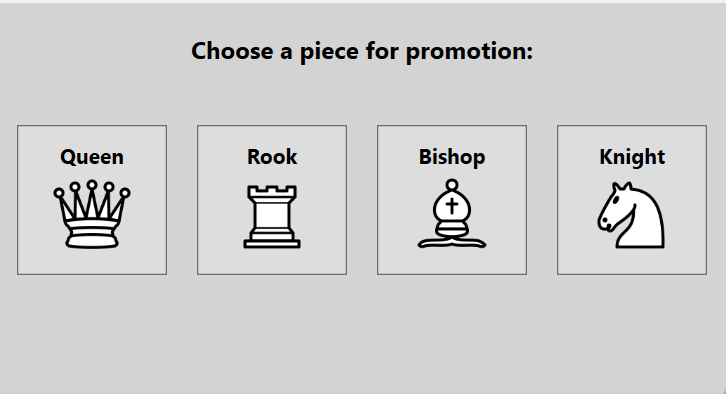 Choose a piece for promotion:
Queen
Rook
Bishop
Knight